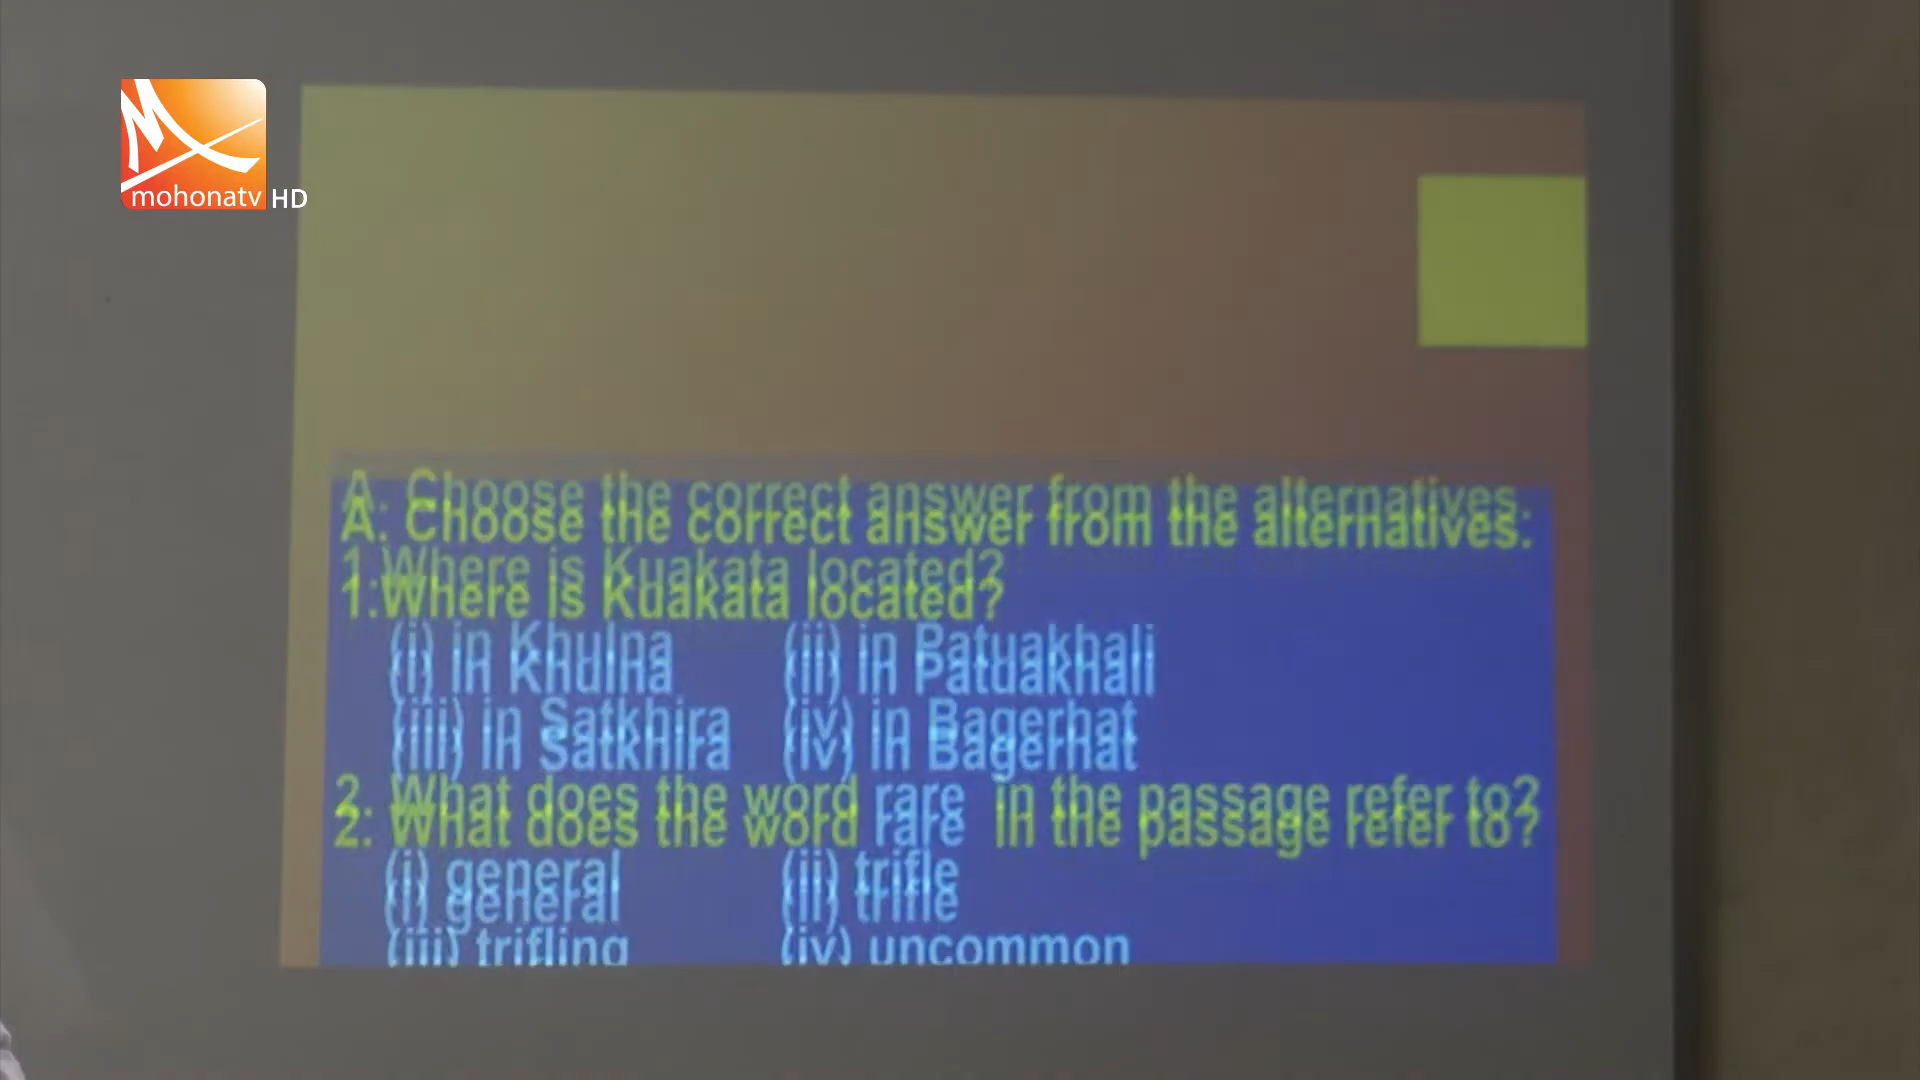 mohonatv HD
A. Choose the correct answer from the alternatives:
1.Where is Kuakata located?
(i) in Khulna (ii) in Patuakhali
(iii) in Satkhira (iv) in Bagerhat
2. What does the word rare in the passage refer to?
(i) general (ii) trifle
(iii) trifling (iv) uncommon